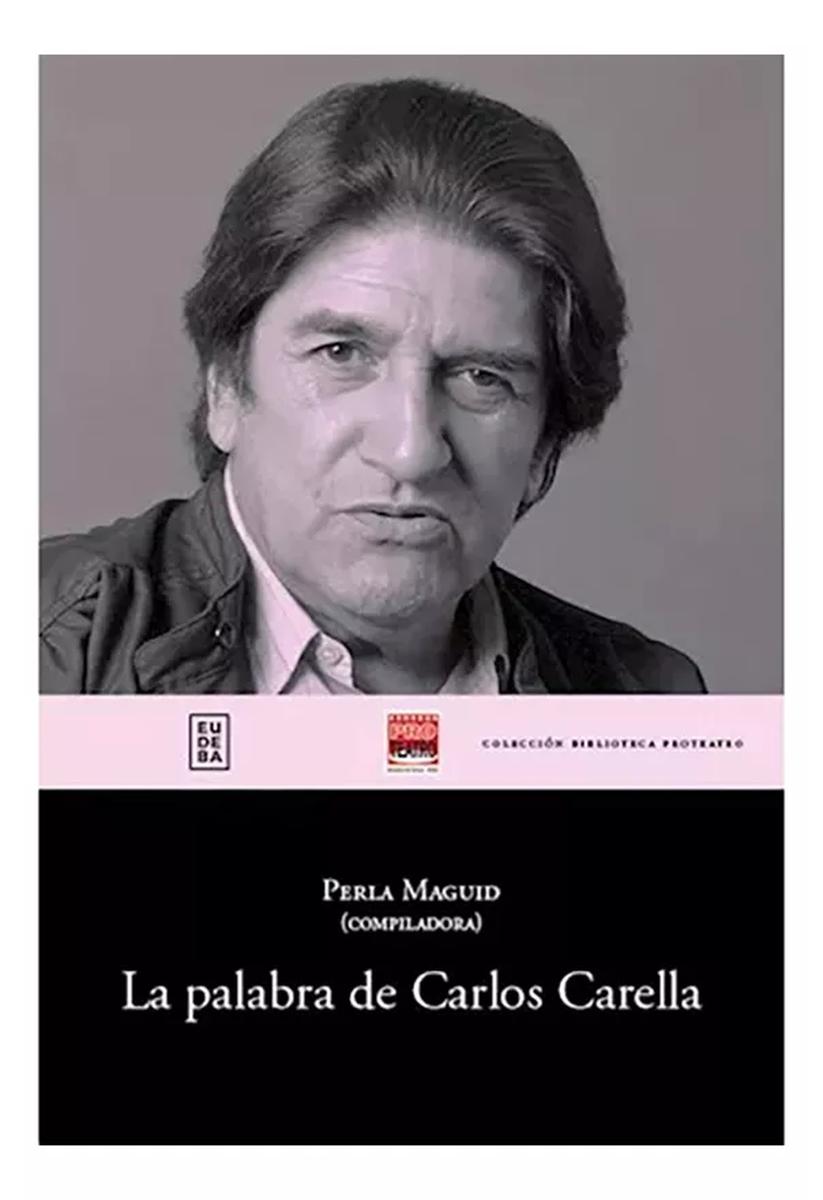 EU
DE
BA
PRO
TEATRO
COLECCIÓN BIBLIOTECA PROTEATRO
PERLA MAGUID
(COMPILADORA)
La palabra de Carlos Carella